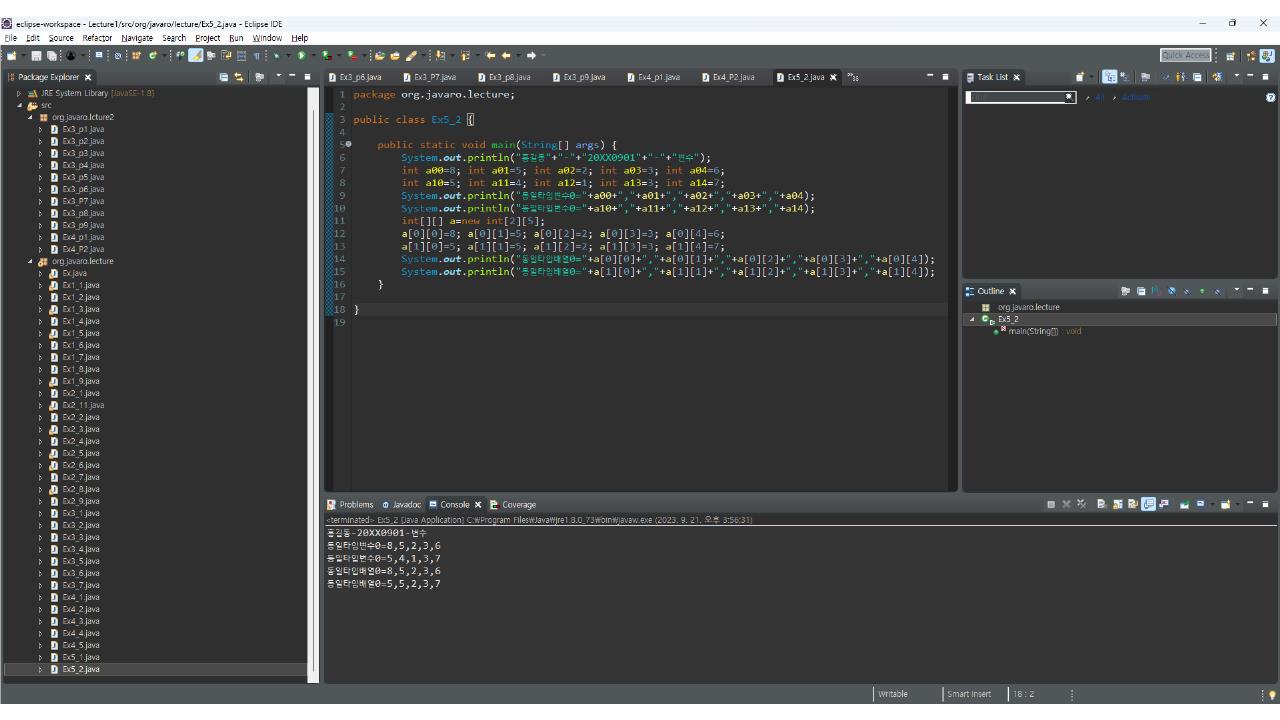 eclipse-workspace - Lecture1/src/org/javaro/lecture/Ex5_2.java - Eclipse IDE
File Edit Source Refactor Navigate Search Project Run Window Help
Quick Access
Package Explorer
JRE System Library [JavaSE-1.8]
src
org.javaro.lcture2
Ex3_p1.java
Ex3_p2.java
Ex3_p3.java
Ex3_p4.java
Ex3_p5.java
Ex3_p6.java
Ex3_P7.java
Ex3_p8.java
Ex3_p9.java
Ex4_p1.java
Ex4_P2.java
org.javaro.lecture
Ex.java
Ex1_1.java
Ex1_2.java
Ex1_3.java
Ex1_4.java
Ex1_5.java
Ex1_6.java
Ex1_7.java
Ex1_8.java
Ex1_9.java
Ex2_1.java
Ex2_11.java
Ex2_2.java
Ex2_3.java
Ex2_4.java
Ex2_5.java
Ex2_6.java
Ex2_7.java
Ex2_8.java
Ex2_9.java
Ex3_1.java
Ex3_2.java
Ex3_3.java
Ex3_4.java
Ex3_5.java
Ex3_6.java
Ex3_7.java
Ex4_1.java
Ex4_2.java
Ex4_3.java
Ex4_4.java
Ex4_5.java
Ex5_1.java
Ex5_2.java
Ex3_p6.java Ex3_P7.java Ex3_p8.java Ex3_p9.java Ex4_p1.java Ex4_P2.java Ex5_2.java
1 package org.javaro.lecture;
2
3 public class Ex5_2 {
4
5 public static void main(String[] args) {
6 System.out.println("홍길동"+"-"+"20XX0901"+"-"+"변수");
7 int a00=8; int a01=5; int a02=2; int a03=3; int a04=6;
8 int a10=5; int a11=4; int a12=1; int a13=3; int a14=7;
9 System.out.println("동일타입변수0="+a00+","+a01+","+a02+","+a03+","+a04);
10 System.out.println("동일타입변수0="+a10+","+a11+","+a12+","+a13+","+a14);
11 int[][] a=new int[2][5];
12 a[0][0]=8; a[0][1]=5; a[0][2]=2; a[0][3]=3; a[0][4]=6;
13 a[1][0]=5; a[1][1]=5; a[1][2]=2; a[1][3]=3; a[1][4]=7;
14 System.out.println("동일타입배열0="+a[0][0]+","+a[0][1]+","+a[0][2]+","+a[0][3]+","+a[0][4]);
15 System.out.println("동일타입배열0="+a[1][0]+","+a[1][1]+","+a[1][2]+","+a[1][3]+","+a[1][4]);
16 }
17
18 }
19
Problems Javadoc Console Coverage
<terminated> Ex5_2 [Java Application] C:\Program Files\Java\jre1.8.0_73\bin\javaw.exe (2023. 9. 21. 오후 3:56:31)
홍길동-20XX0901-변수
동일타입변수0=8,5,2,3,6
동일타입변수0=5,4,1,3,7
동일타입배열0=8,5,2,3,6
동일타입배열0=5,5,2,3,7
Task List
All Activate...
Outline
org.javaro.lecture
Ex5_2
main(String[]) : void
Writable Smart Insert 18 : 2